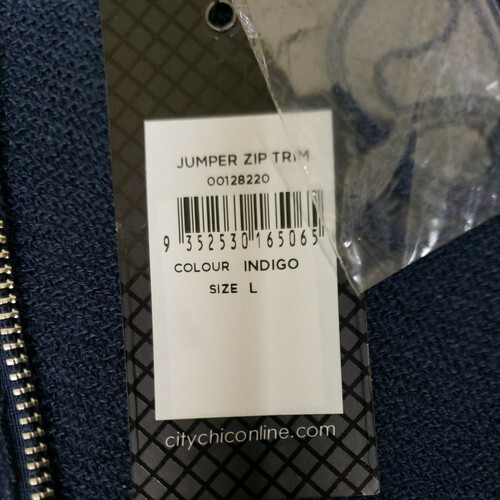 JUMPER ZIP TRIM
00128220
9 352530 165065
COLOUR INDIGO
SIZE L
citychiconline.com